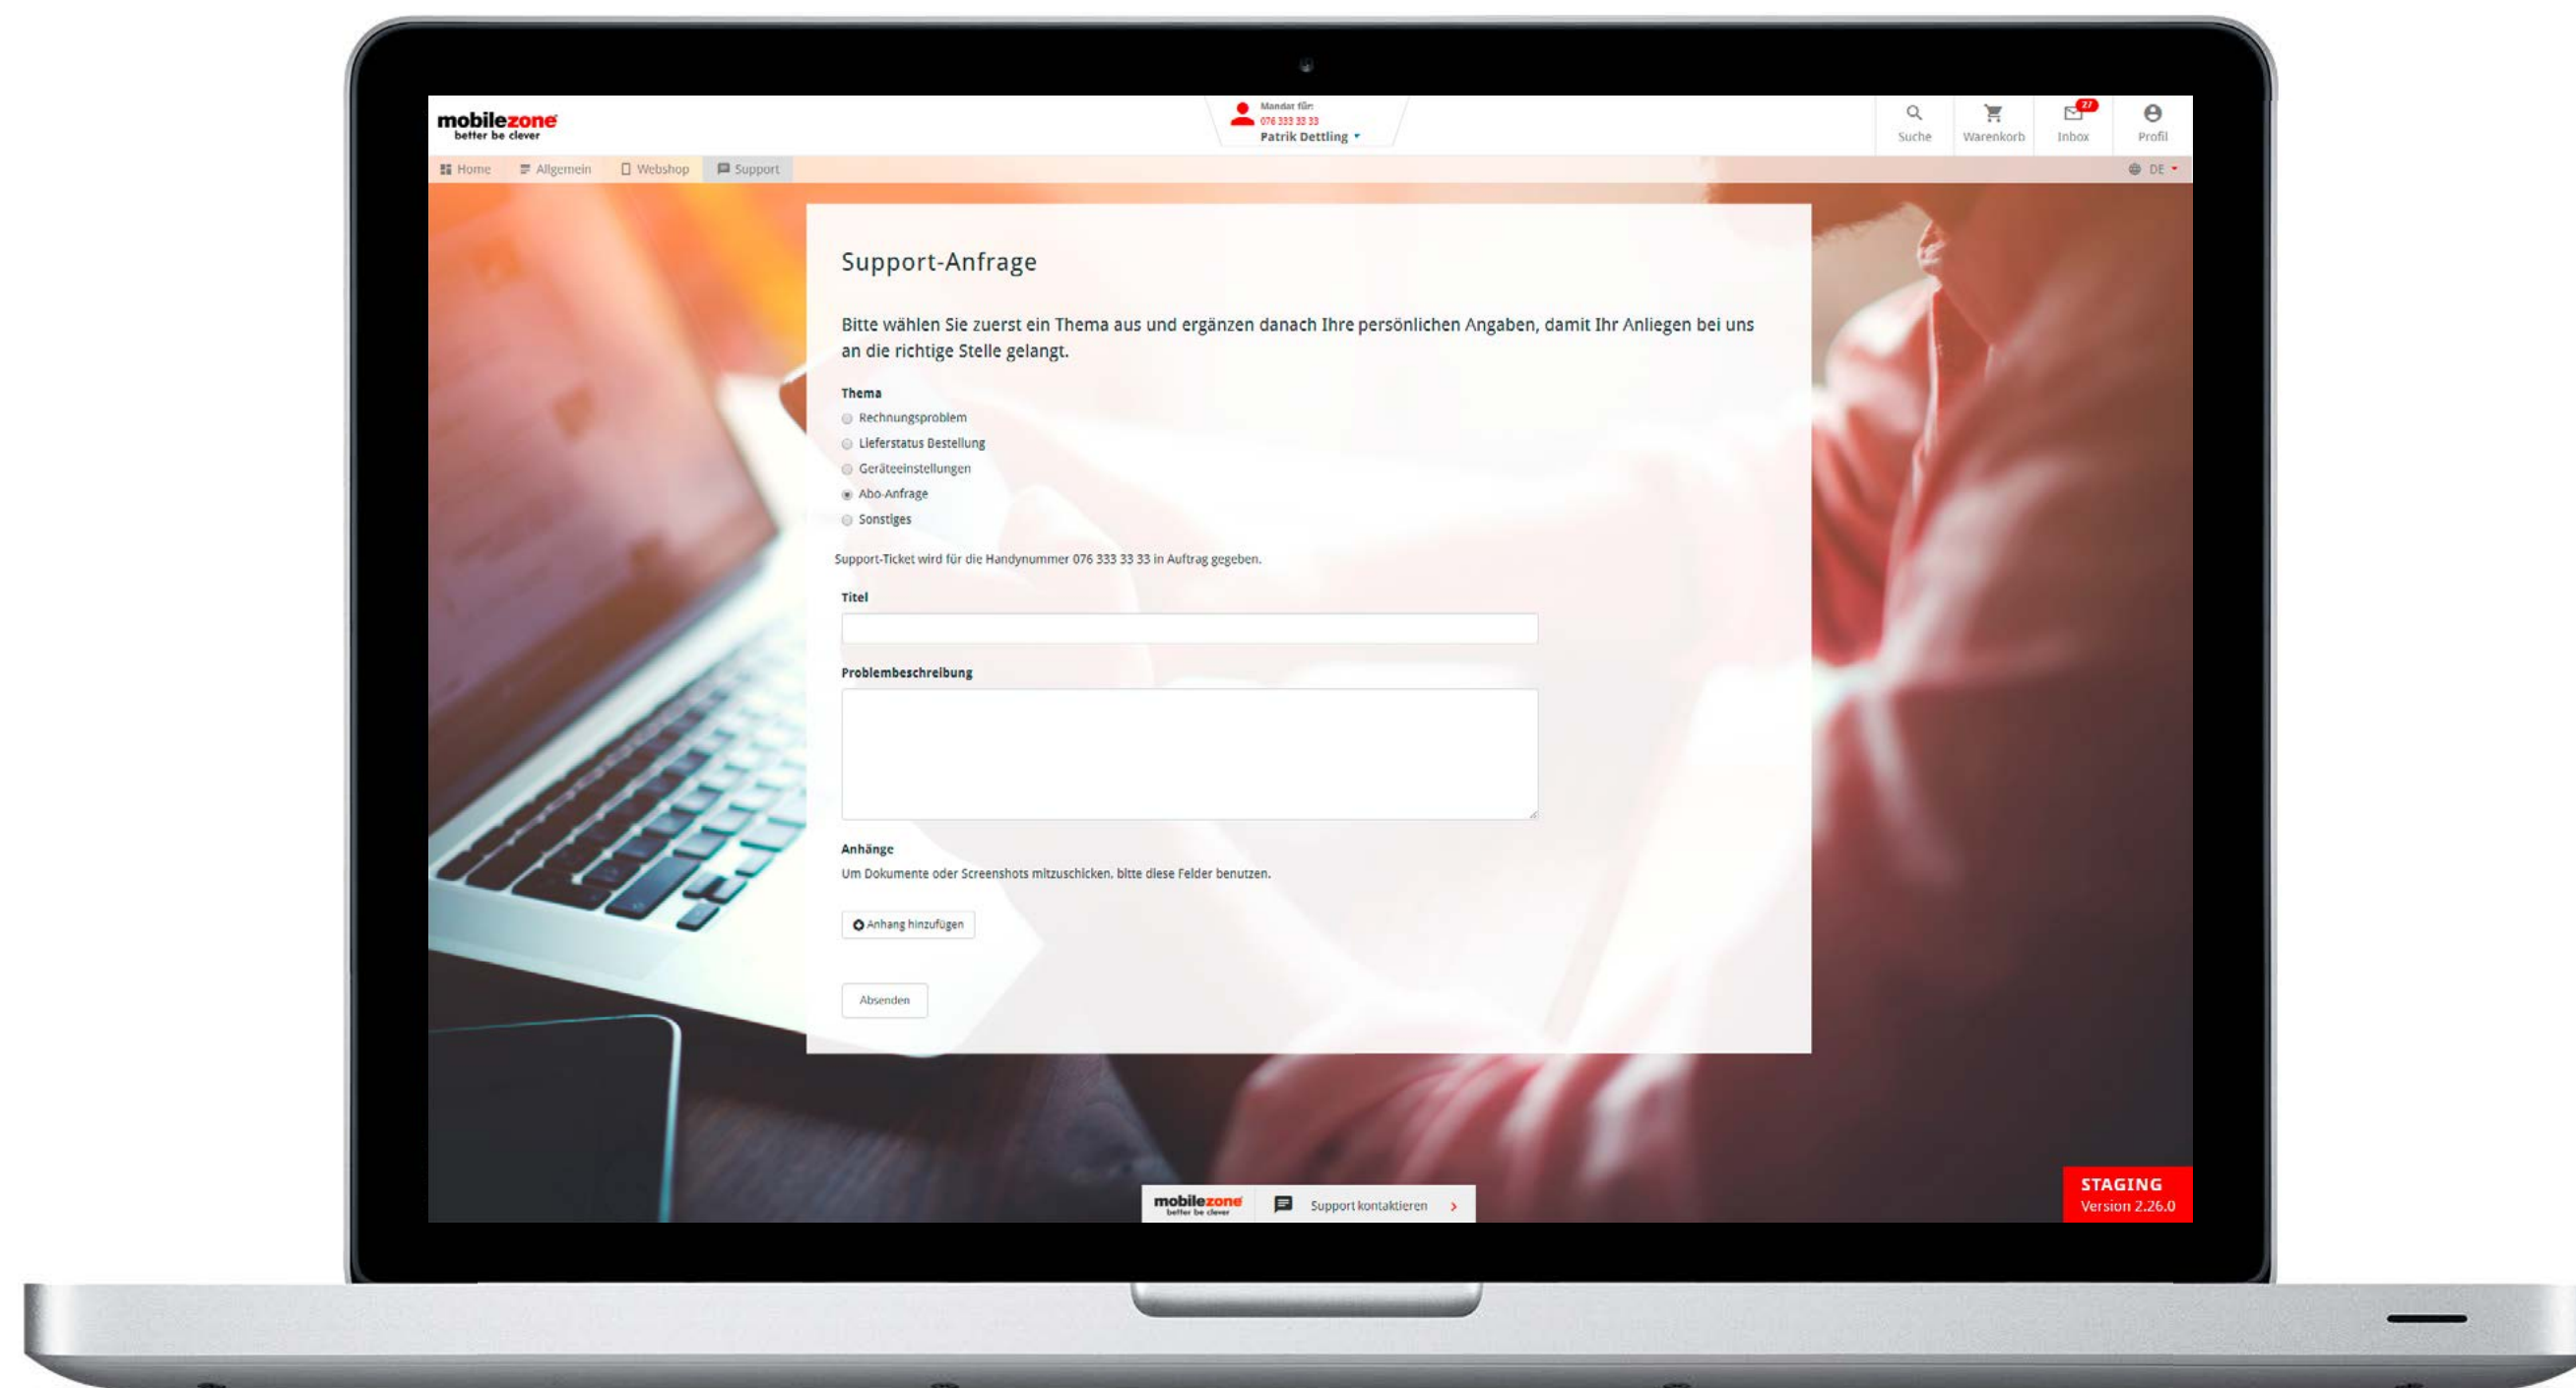 mobilezone
better be clever
Mandat für:
076 333 33 33
Patrik Dettling
Suche
Warenkorb
27
Inbox
Profil
Home
Allgemein
Webshop
Support
DE
Support-Anfrage
Bitte wählen Sie zuerst ein Thema aus und ergänzen danach Ihre persönlichen Angaben, damit Ihr Anliegen bei uns
an die richtige Stelle gelangt.
Thema
Rechnungsproblem
Lieferstatus Bestellung
Geräteeinstellungen
Abo-Anfrage
Sonstiges
Support-Ticket wird für die Handynummer 076 333 33 33 in Auftrag gegeben.
Titel
Problembeschreibung
Anhänge
Um Dokumente oder Screenshots mitzuschicken, bitte diese Felder benutzen.
Anhang hinzufügen
Absenden
mobilezone
better be clever
Support kontaktieren
STAGING
Version 2.26.0